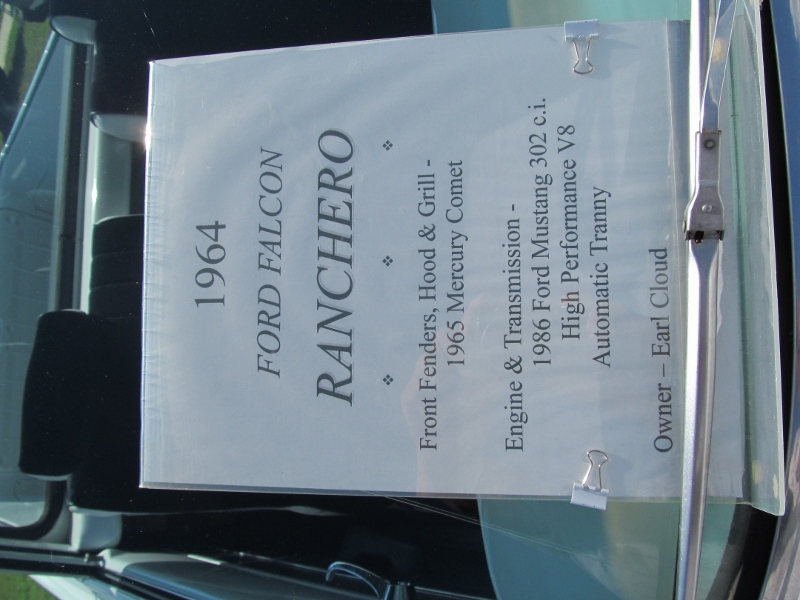 1964
FORD FALCON
RANCHERO
Front Fenders, Hood & Grill -
1965 Mercury Comet
Engine & Transmission -
1986 Ford Mustang 302 c.i.
High Performance V8
Automatic Tranny
Owner – Earl Cloud